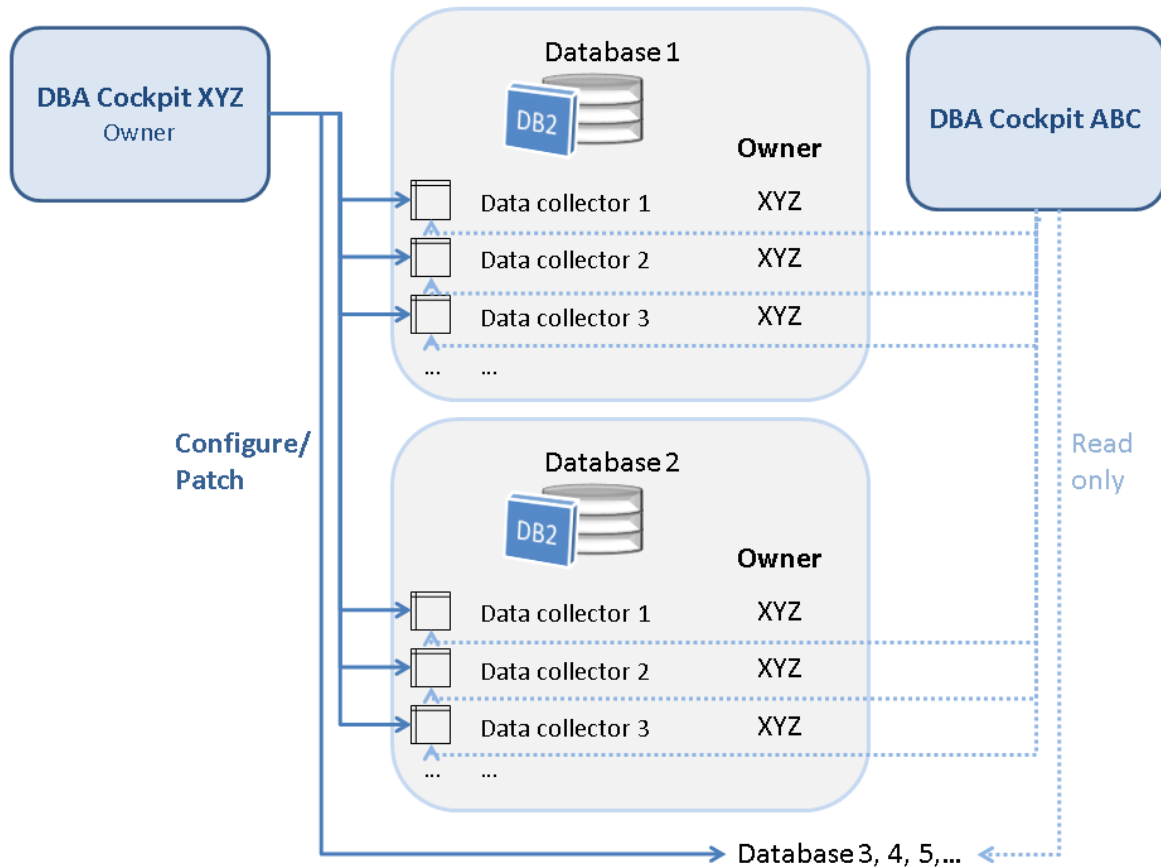 DBA Cockpit XYZ
Owner
Database 1
DB2
Owner
Data collector 1 XYZ
Data collector 2 XYZ
Data collector 3 XYZ
... ...
DBA Cockpit ABC
Configure/
Patch
Read
only
Database 2
DB2
Owner
Data collector 1 XYZ
Data collector 2 XYZ
Data collector 3 XYZ
... ...
Database 3, 4, 5,...